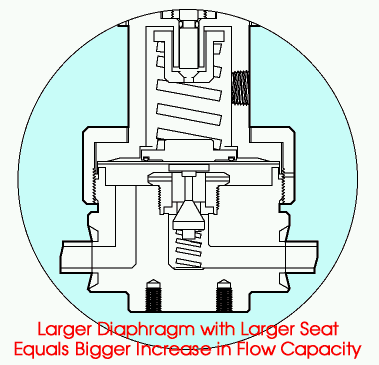 Larger Diaphragm with Larger Seat
Equals Bigger Increase in Flow Capacity